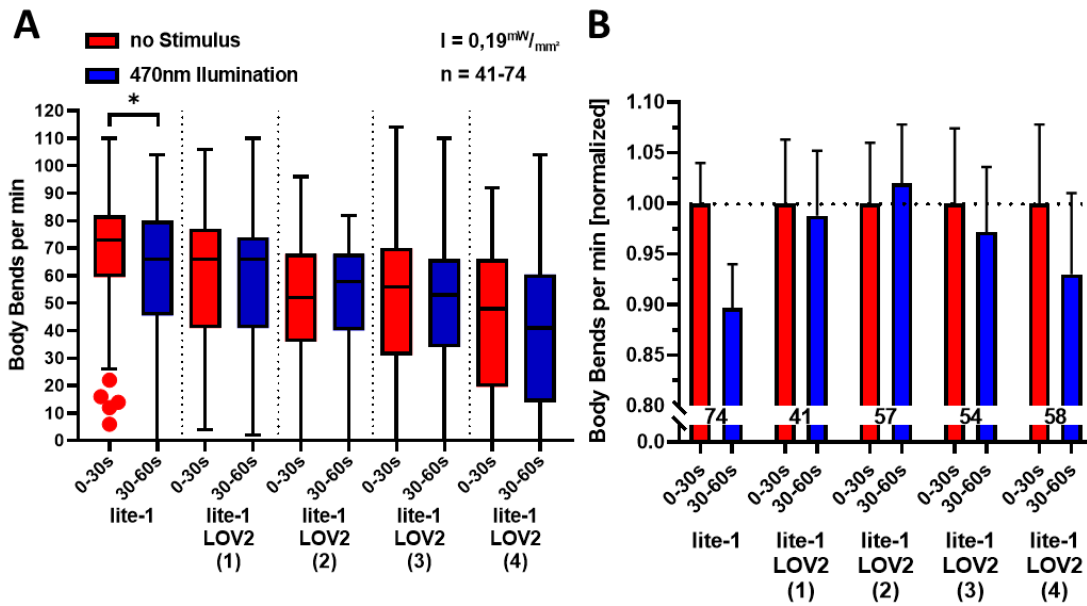 A
no Stimulus
470nm Ilumination
I = 0,19mW/mm²
n = 41-74
*
Body Bends per min
120
110
100
90
80
70
60
50
40
30
20
10
0
0-30s 30-60s 0-30s 30-60s 0-30s 30-60s 0-30s 30-60s 0-30s 30-60s
lite-1 lite-1 lite-1 lite-1 lite-1
LOV2 LOV2 LOV2 LOV2
(1) (2) (3) (4)
B
Body Bends per min [normalized]
1.10
1.05
1.00
0.95
0.90
0.85
0.80
0.0
74 41 57 54 58
0-30s 30-60s 0-30s 30-60s 0-30s 30-60s 0-30s 30-60s 0-30s 30-60s
lite-1 lite-1 lite-1 lite-1 lite-1
LOV2 LOV2 LOV2 LOV2
(1) (2) (3) (4)